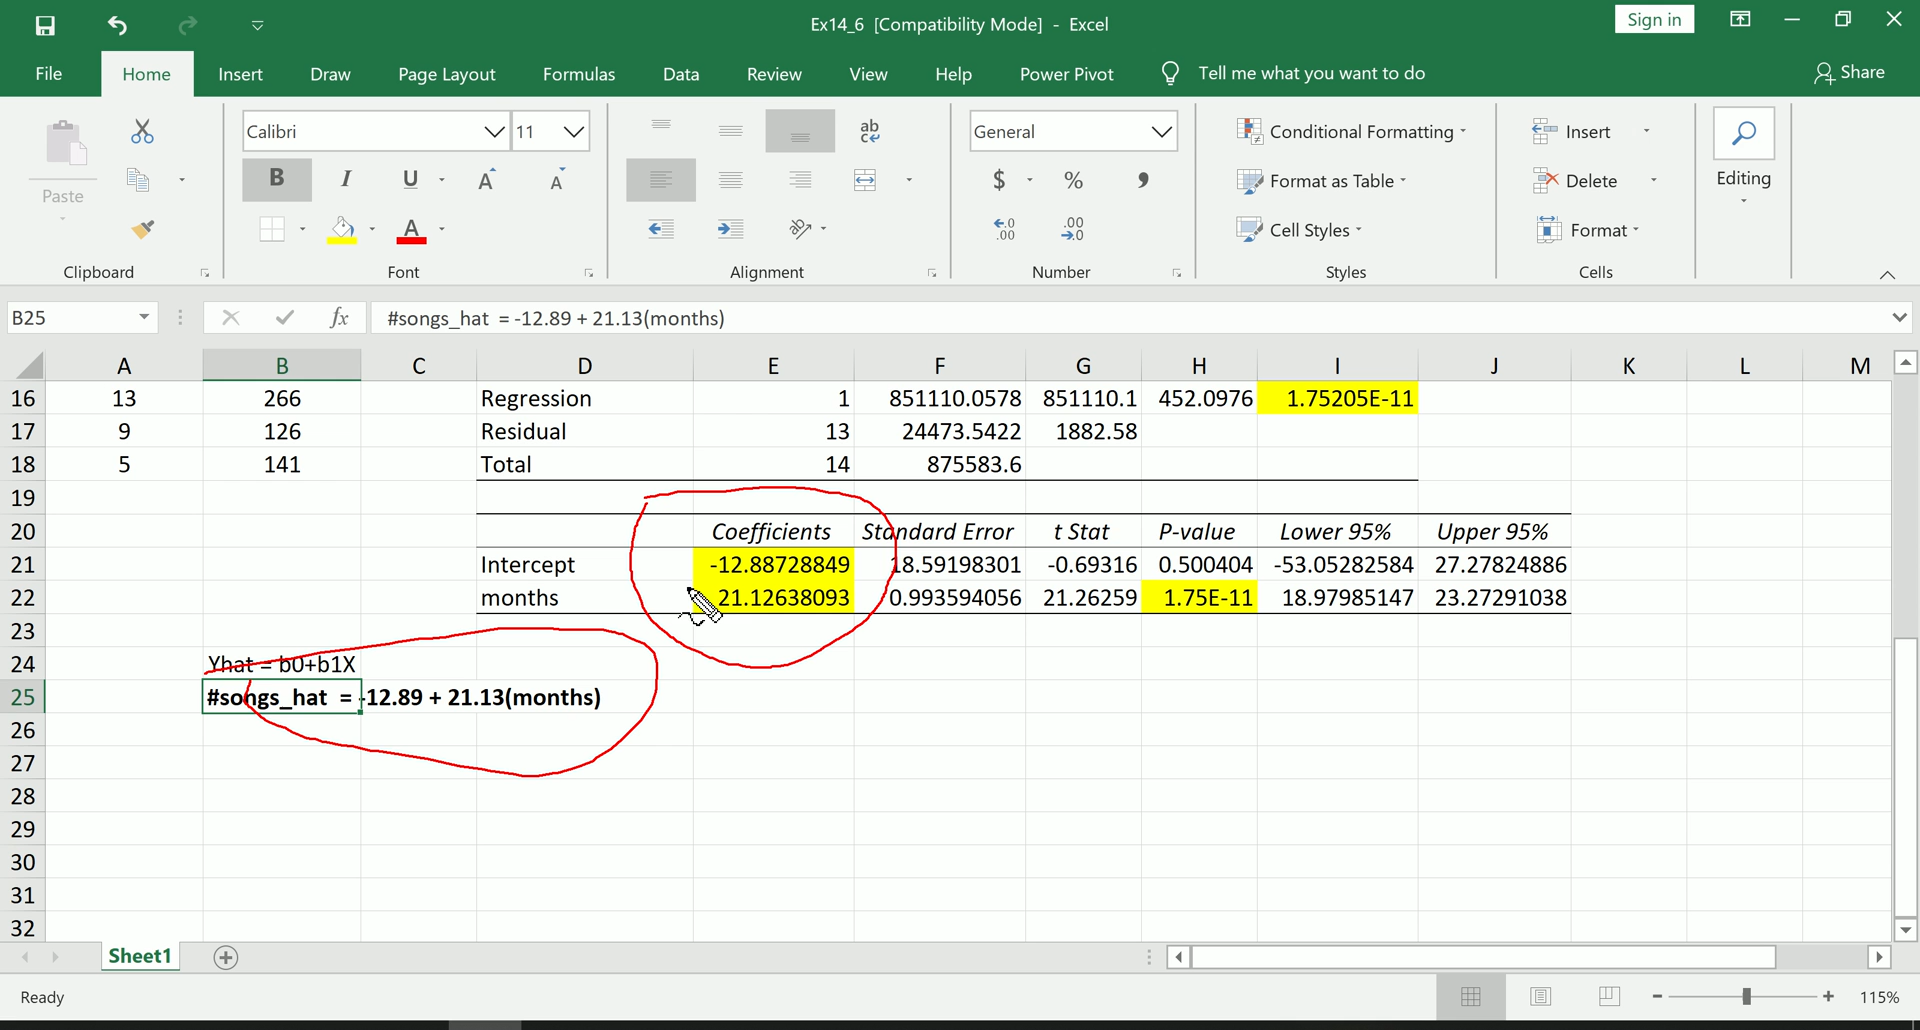 Ex14_6 [Compatibility Mode] - Excel
Sign in
File Home Insert Draw Page Layout Formulas Data Review View Help Power Pivot Tell me what you want to do Share
Paste
Clipboard
Calibri 11
B I U A A
A
Font
ab
c
Alignment
General
$ % ,
.0 .00
.00 .0
Number
Conditional Formatting
Format as Table
Cell Styles
Styles
Insert
Delete
Format
Cells
Editing
B25 fx #songs_hat = -12.89 + 21.13(months)
A B C D E F G H I J K L M
16 13 266 Regression 1 851110.0578 851110.1 452.0976 1.75205E-11
17 9 126 Residual 13 24473.5422 1882.58
18 5 141 Total 14 875583.6
19
20 Coefficients Standard Error t Stat P-value Lower 95% Upper 95%
21 Intercept -12.88728849 18.59198301 -0.69316 0.500404 -53.05282584 27.27824886
22 months 21.12638093 0.993594056 21.26259 1.75E-11 18.97985147 23.27291038
23
24 Yhat = b0+b1X
25 #songs_hat = -12.89 + 21.13(months)
26
27
28
29
30
31
32
Sheet1
Ready 115%